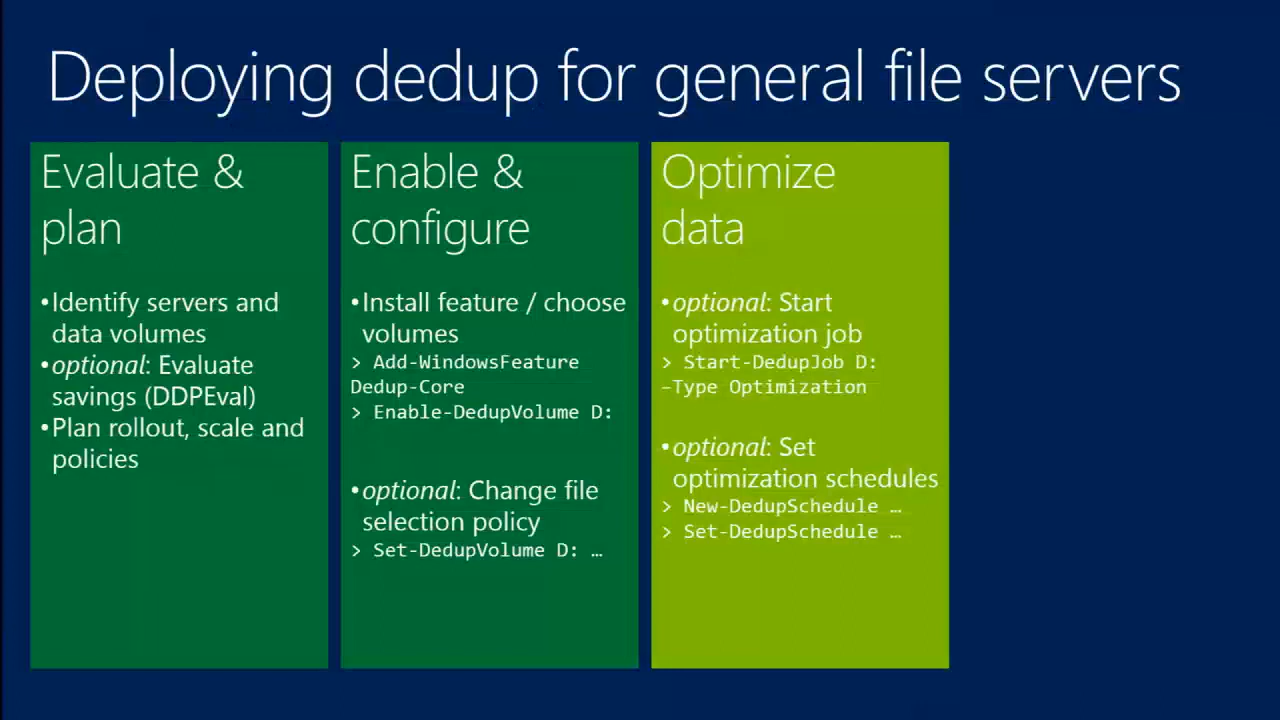 Deploying dedup for general file servers
Evaluate &
plan
•Identify servers and
data volumes
•optional: Evaluate
savings (DDPEval)
•Plan rollout, scale and
policies
Enable &
configure
•Install feature / choose
volumes
> Add-WindowsFeature
Dedup-Core
> Enable-DedupVolume D:
•optional: Change file
selection policy
> Set-DedupVolume D: …
Optimize
data
•optional: Start
optimization job
> Start-DedupJob D:
–Type Optimization
•optional: Set
optimization schedules
> New-DedupSchedule …
> Set-DedupSchedule …